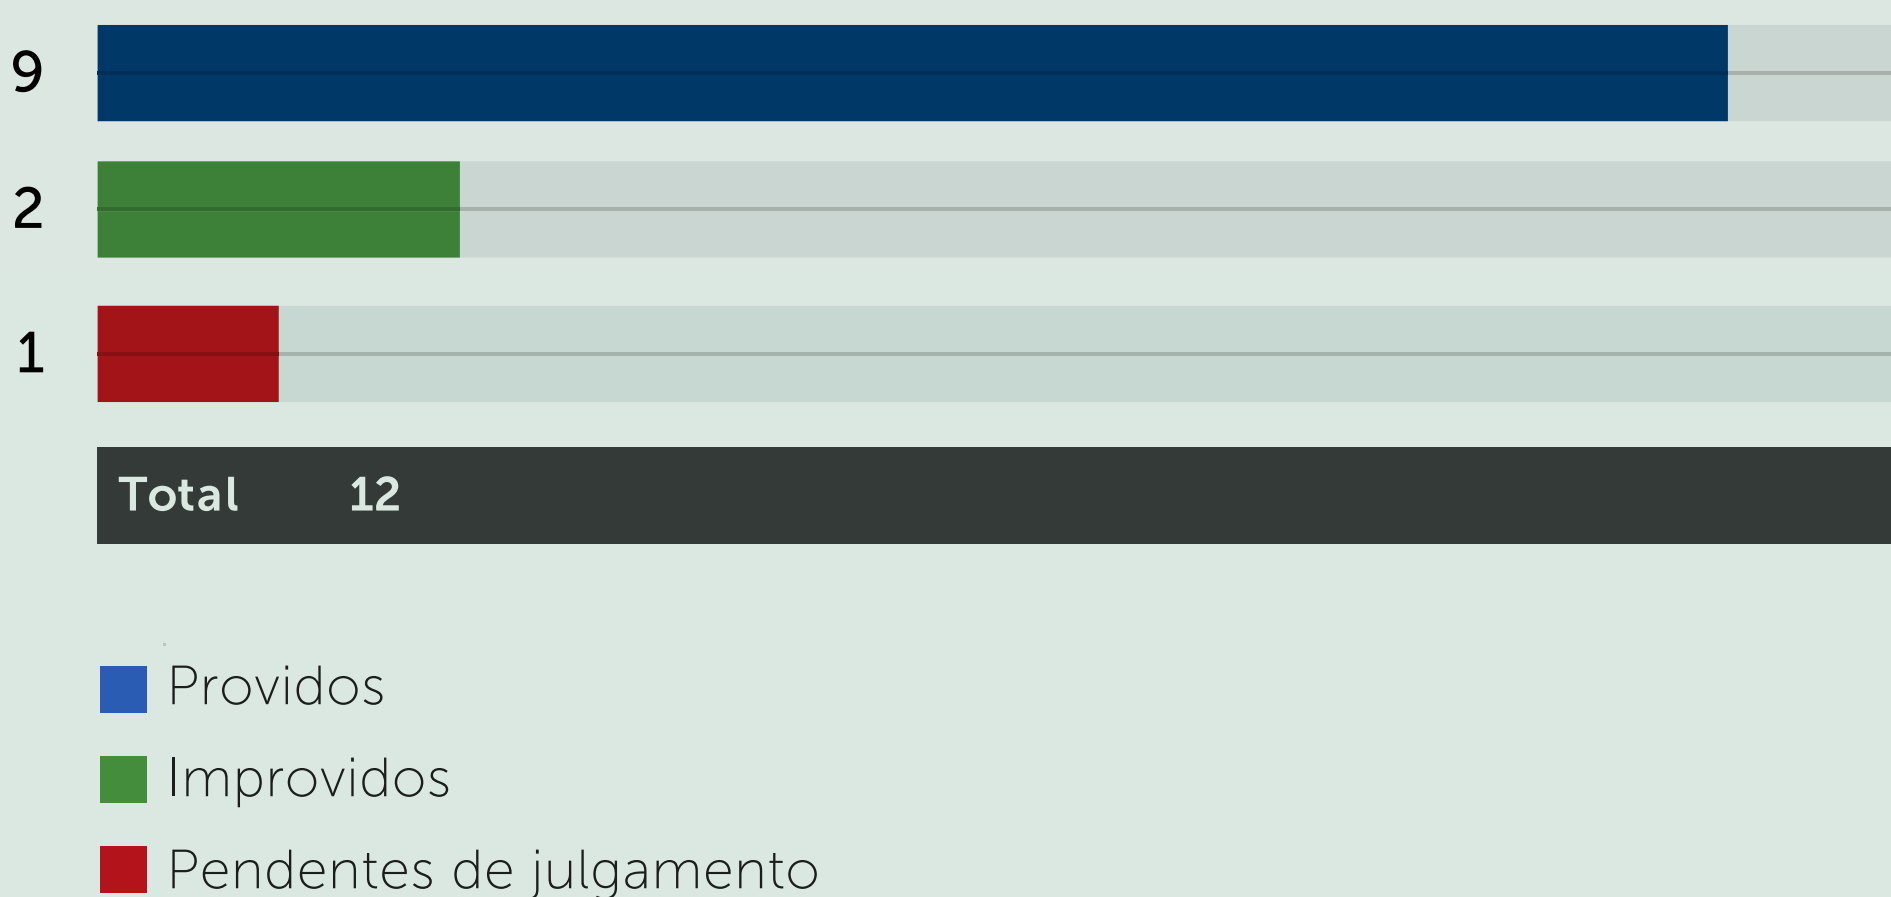 9
2
1
Total 12
Providos
Improvidos
Pendentes de julgamento